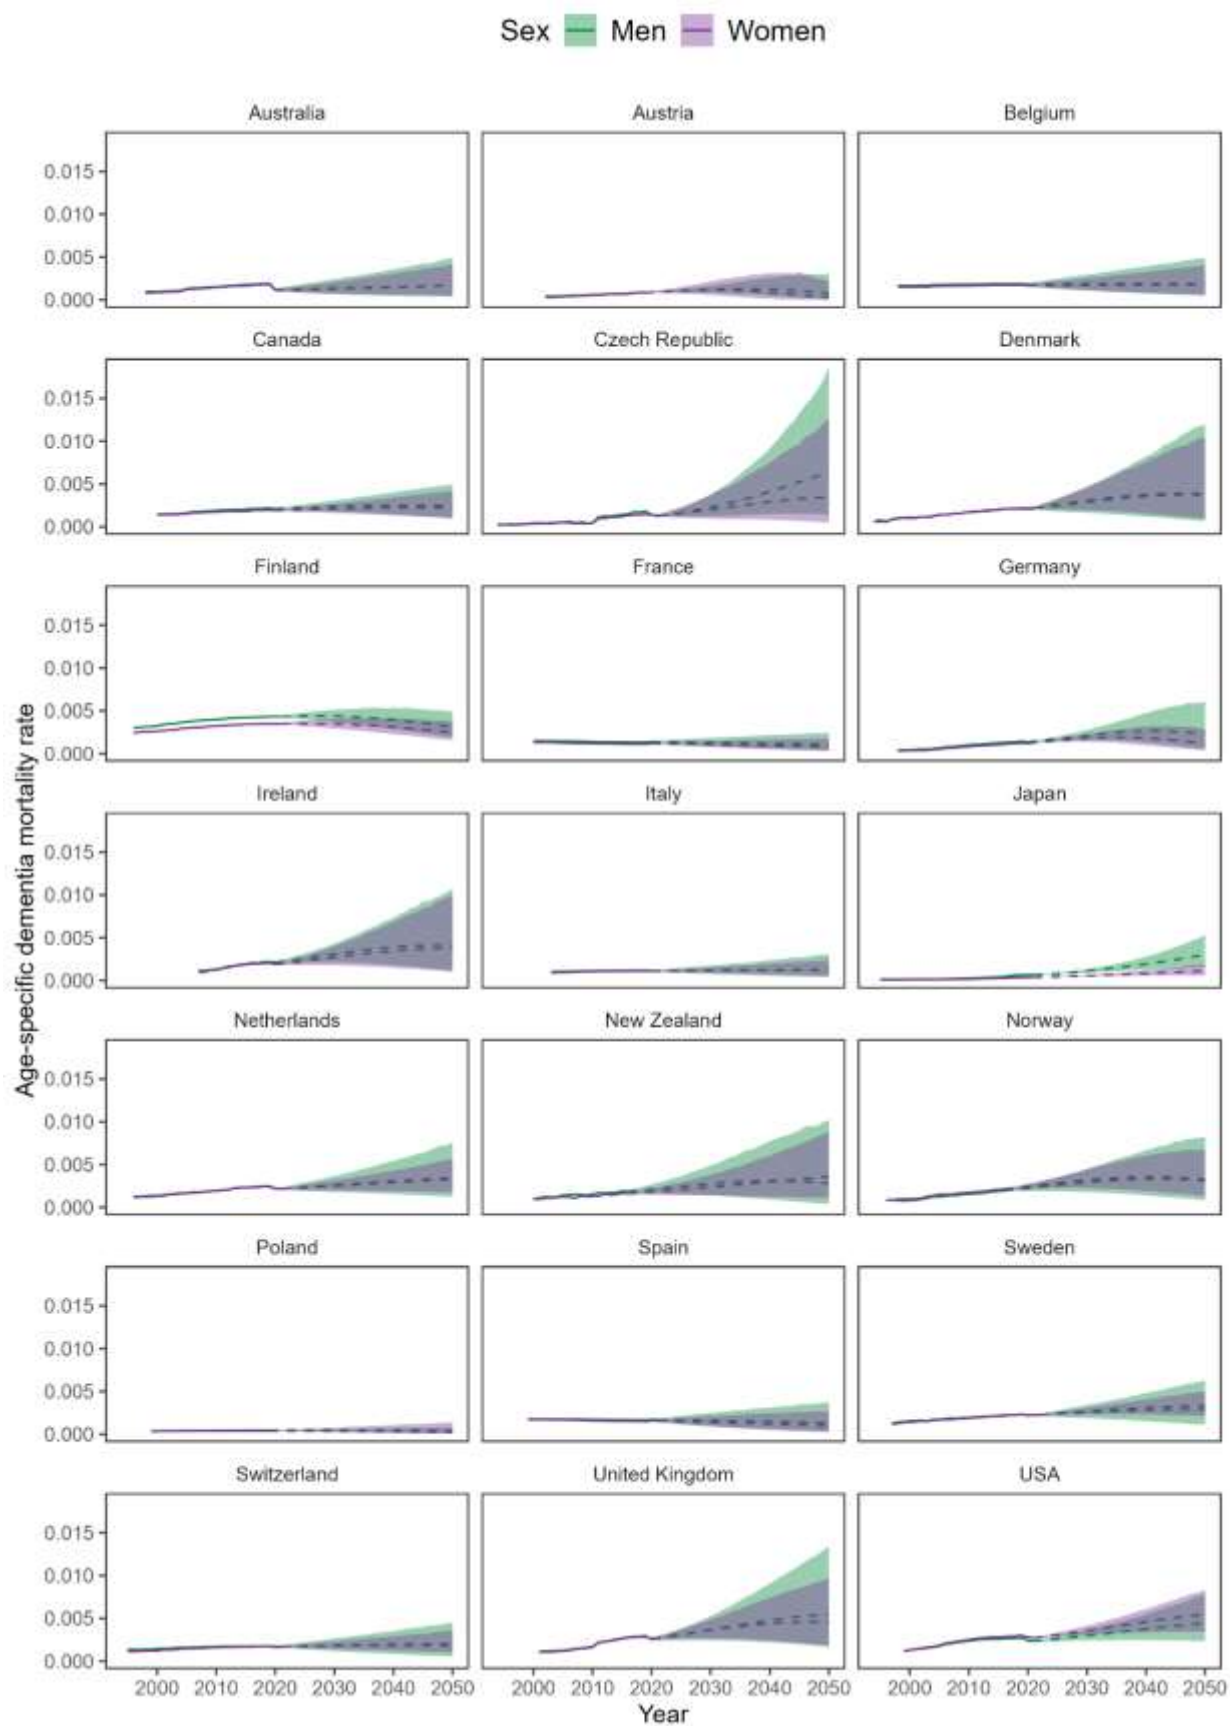 Sex Men Women
Australia Austria Belgium
0.015
0.010
0.005
0.000
Canada Czech Republic Denmark
0.015
0.010
0.005
0.000
Finland France Germany
0.015
0.010
0.005
0.000
Age-specific dementia mortality rate
Ireland Italy Japan
0.015
0.010
0.005
0.000
Netherlands New Zealand Norway
0.015
0.010
0.005
0.000
Poland Spain Sweden
0.015
0.010
0.005
0.000
Switzerland United Kingdom USA
0.015
0.010
0.005
0.000
2000 2010 2020 2030 2040 2050 2000 2010 2020 2030 2040 2050 2000 2010 2020 2030 2040 2050
Year